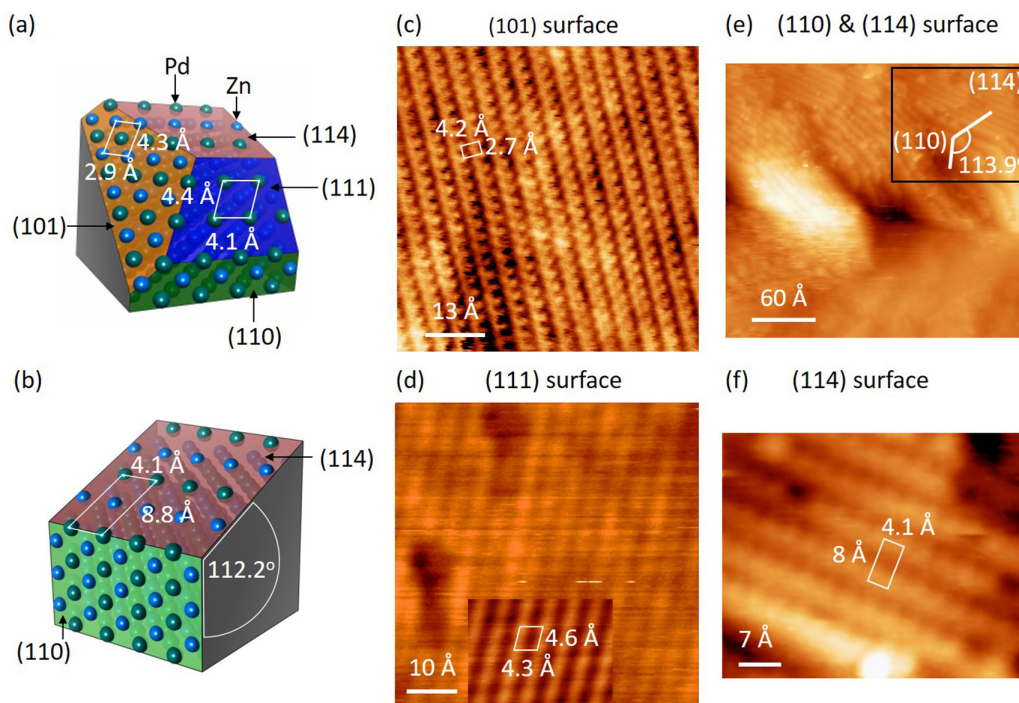 (a)
Pd
Zn
(114)
4.3 Å
2.9 Å
4.4 Å
(111)
(101)
4.1 Å
(110)
(b)
4.1 Å
(114)
8.8 Å
112.2°
(110)
(c) (101) surface
4.2 Å
2.7 Å
13 Å
(d) (111) surface
4.6 Å
4.3 Å
10 Å
(e) (110) & (114) surface
(114)
(110)
113.9°
60 Å
(f) (114) surface
4.1 Å
8 Å
7 Å